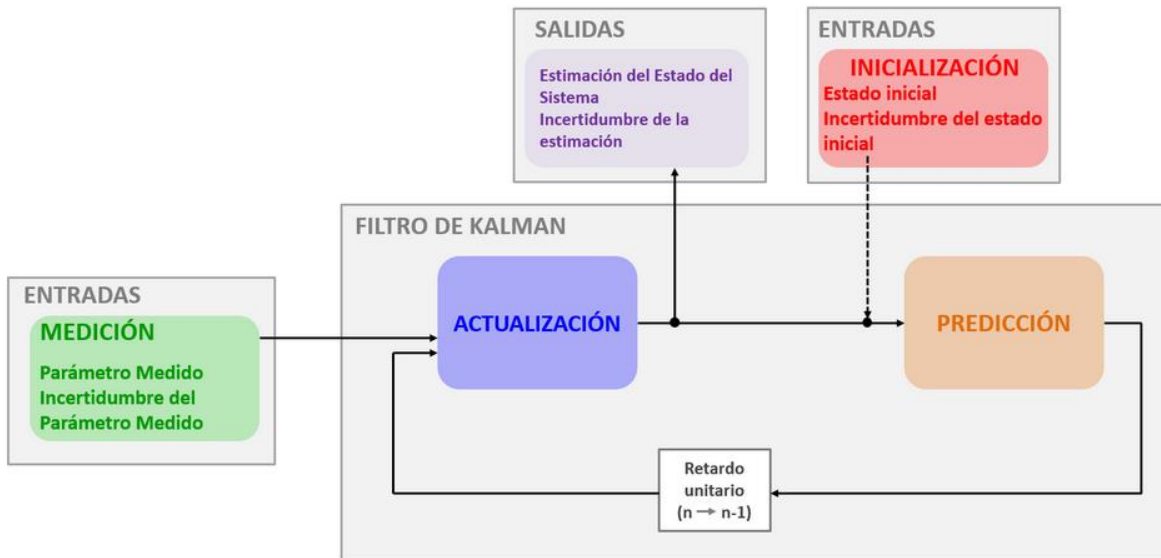 SALIDAS
Estimación del Estado del
Sistema
Incertidumbre de la
estimación
ENTRADAS
INICIALIZACIÓN
Estado inicial
Incertidumbre del estado
inicial
FILTRO DE KALMAN
ENTRADAS
MEDICIÓN
Parámetro Medido
Incertidumbre del
Parámetro Medido
ACTUALIZACIÓN
PREDICCIÓN
Retardo
unitario
(n → n-1)